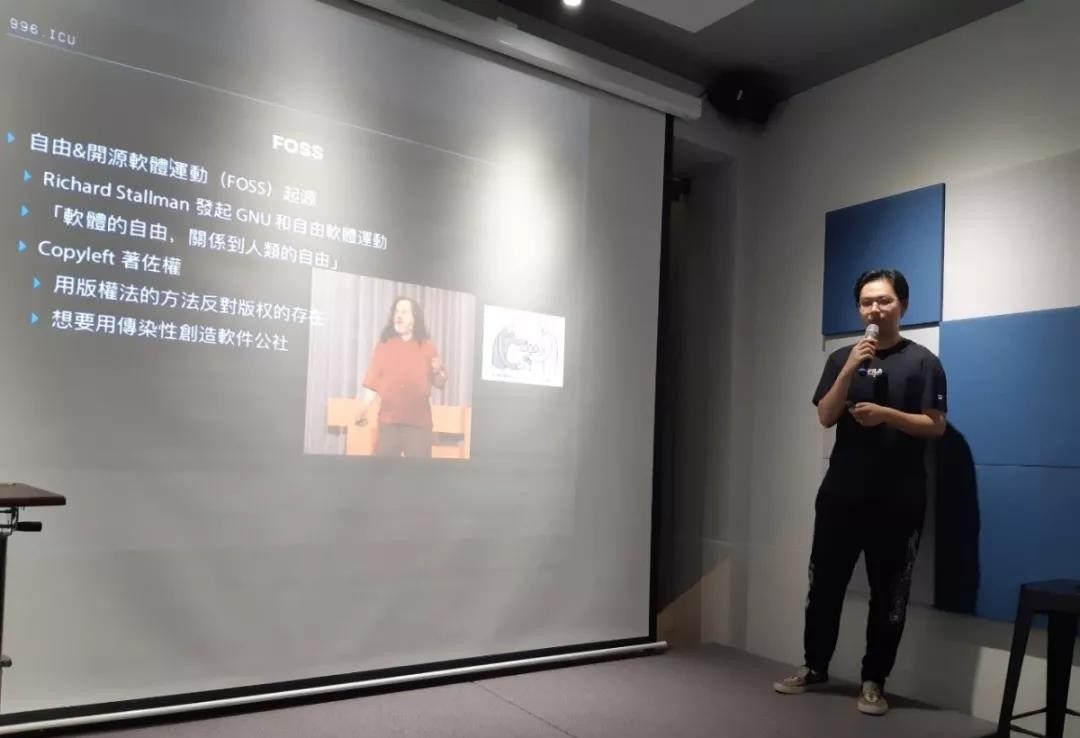 996.ICU
FOSS
自由&開源軟體運動（FOSS）起源
Richard Stallman 發起 GNU 和自由軟體運動
「軟體的自由，關係到人類的自由」
Copyleft 著佐權
用版權法的方法反對版权的存在
想要用傳染性創造軟件公社
FILA